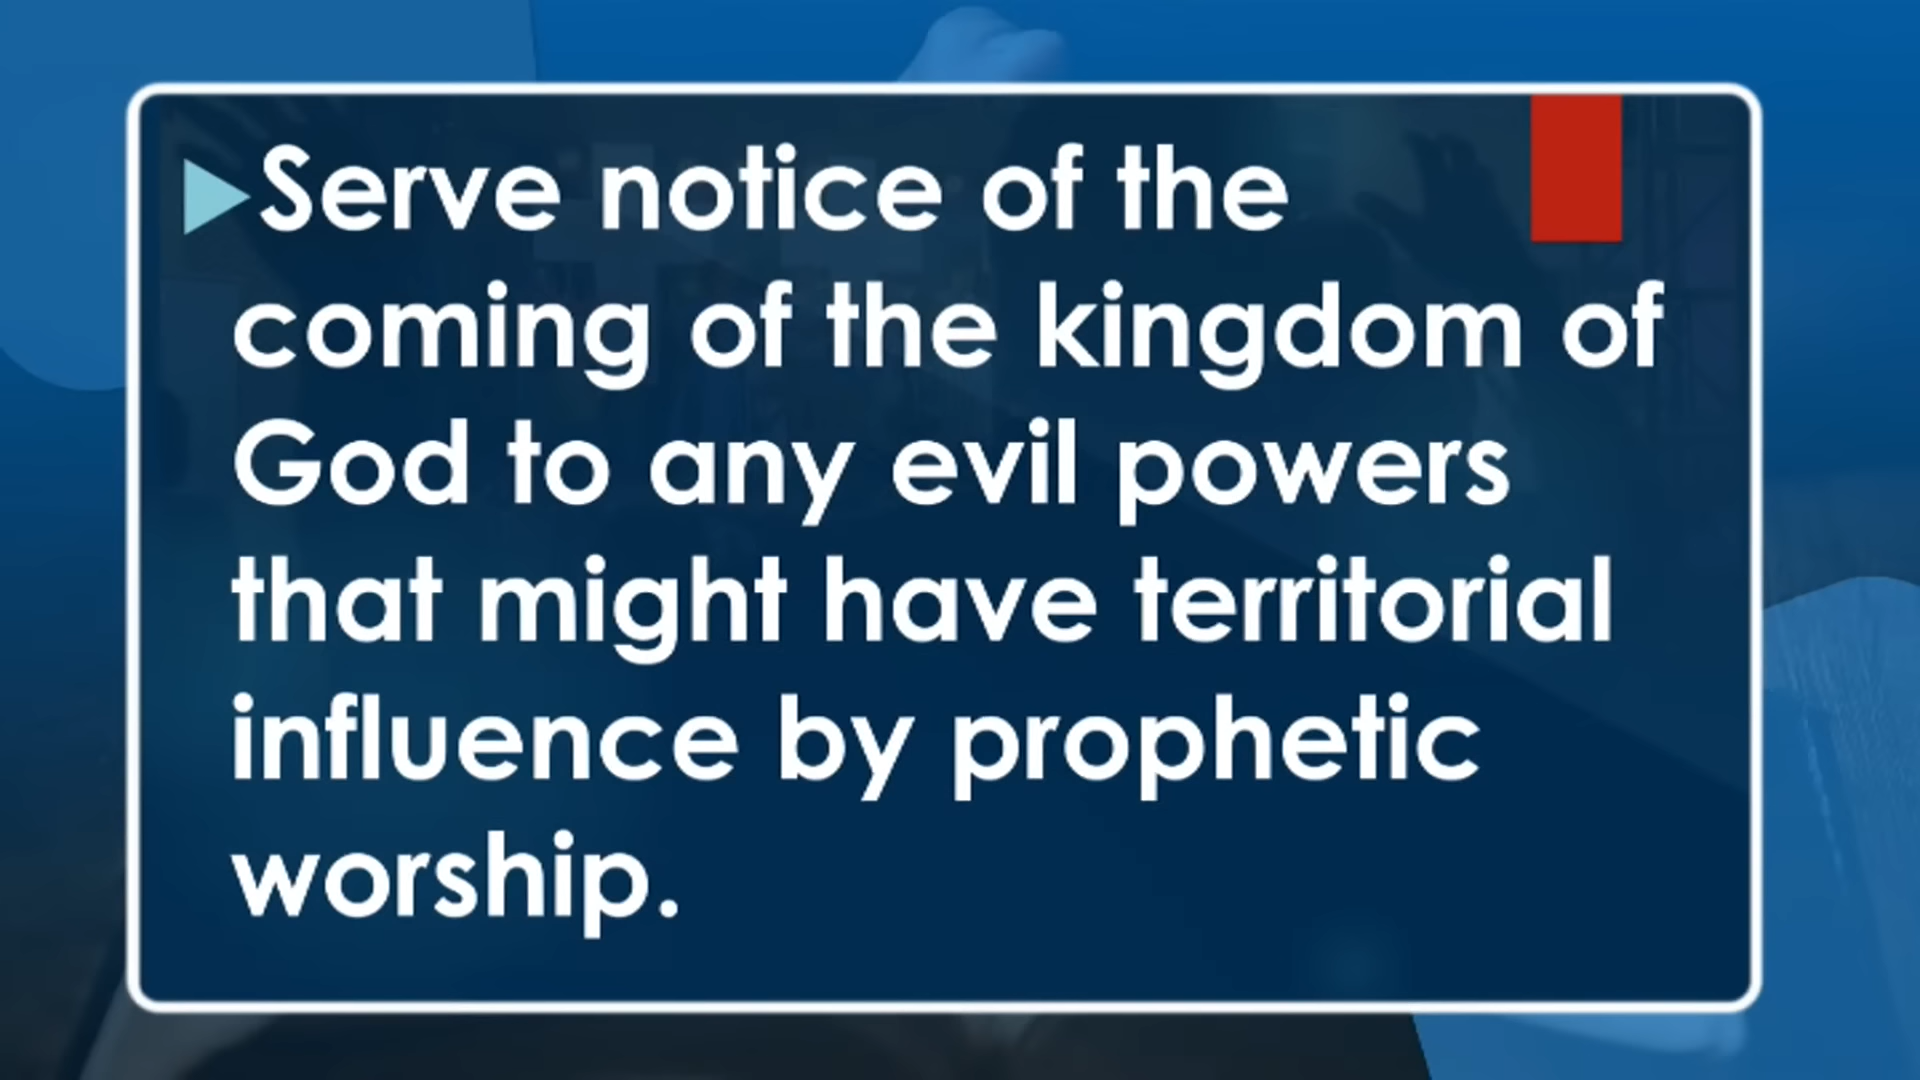 Serve notice of the
coming of the kingdom of
God to any evil powers
that might have territorial
influence by prophetic
worship.